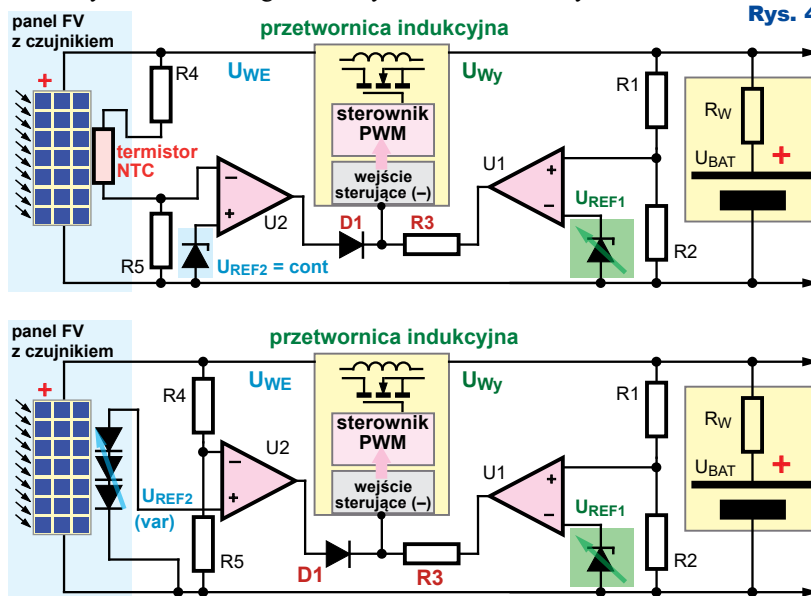 Rys. 4
panel FV
z czujnikiem
przetwornica indukcyjna
R4
UWE
UWy
R1
+
sterownik
PWM
RW
termistor
NTC
U1
UBAT
+
−
+
wejście
sterujące (–)
+
−
U2
UREF1
D1
R3
R5
UREF2 = cont
R2
panel FV
z czujnikiem
przetwornica indukcyjna
UWE
UWy
R4
R1
+
sterownik
PWM
RW
U2
U1
UBAT
+
−
+
UREF2
(var)
wejście
sterujące (–)
+
−
UREF1
R5
D1
R3
R2